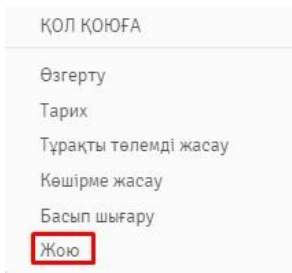 ҚОЛ ҚОЮҒА
Өзгерту
Тарих
Тұрақты төлемді жасау
Көшірме жасау
Басып шығару
Жою